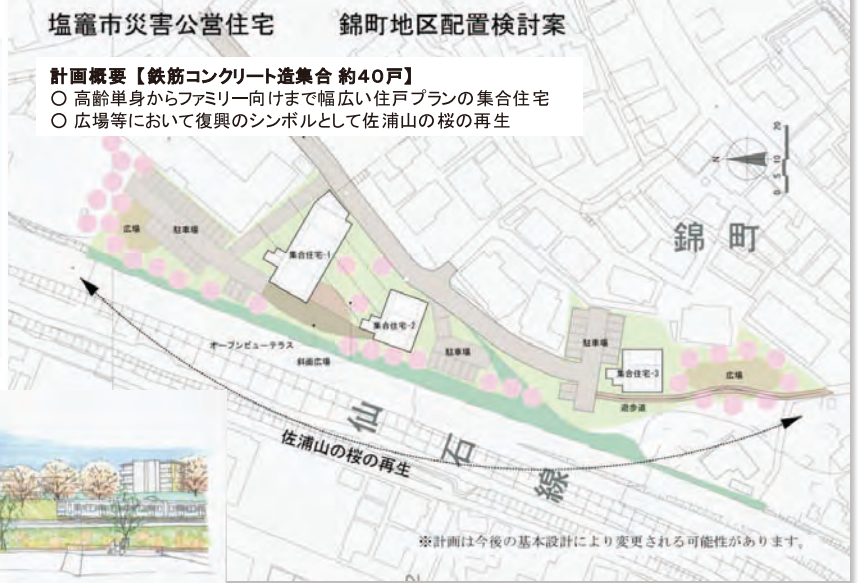 塩竈市災害公営住宅　　錦町地区配置検討案
計画概要【鉄筋コンクリート造集合 約40戸】
○ 高齢単身からファミリー向けまで幅広い住戸プランの集合住宅
○ 広場等において復興のシンボルとして佐浦山の桜の再生
20
10
5
0
N
錦町
広場
駐車場
集合住宅-1
集合住宅-2
オープンビューテラス
斜面広場
駐車場
駐車場
集合住宅-3
広場
遊歩道
仙石線
佐浦山の桜の再生
※計画は今後の基本設計により変更される可能性があります。